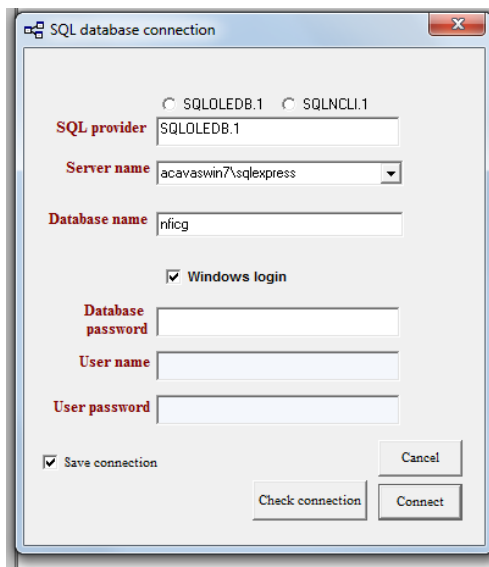 SQL database connection
SQLOLEDB.1 SQLNCLI.1
SQL provider SQLOLEDB.1
Server name acavaswin7\sqlexpress
Database name nficg
Windows login
Database
password
User name
User password
Save connection
Cancel
Check connection Connect